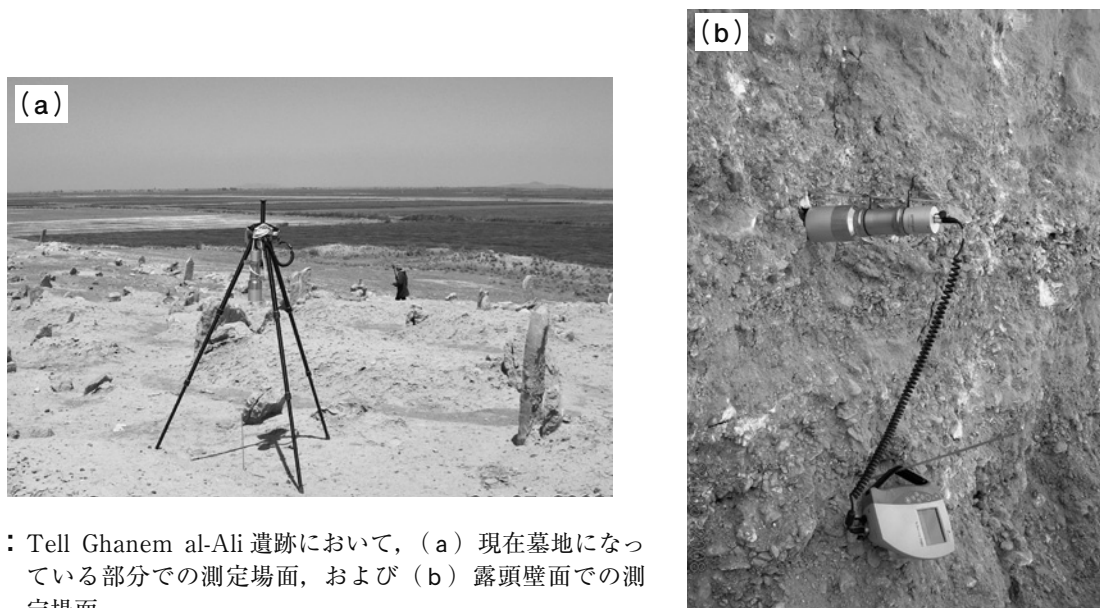 (a)
(b)
: Tell Ghanem al-Ali 遺跡において，(a) 現在墓地になっ
ている部分での測定場面，および (b) 露頭壁面での測
定場面